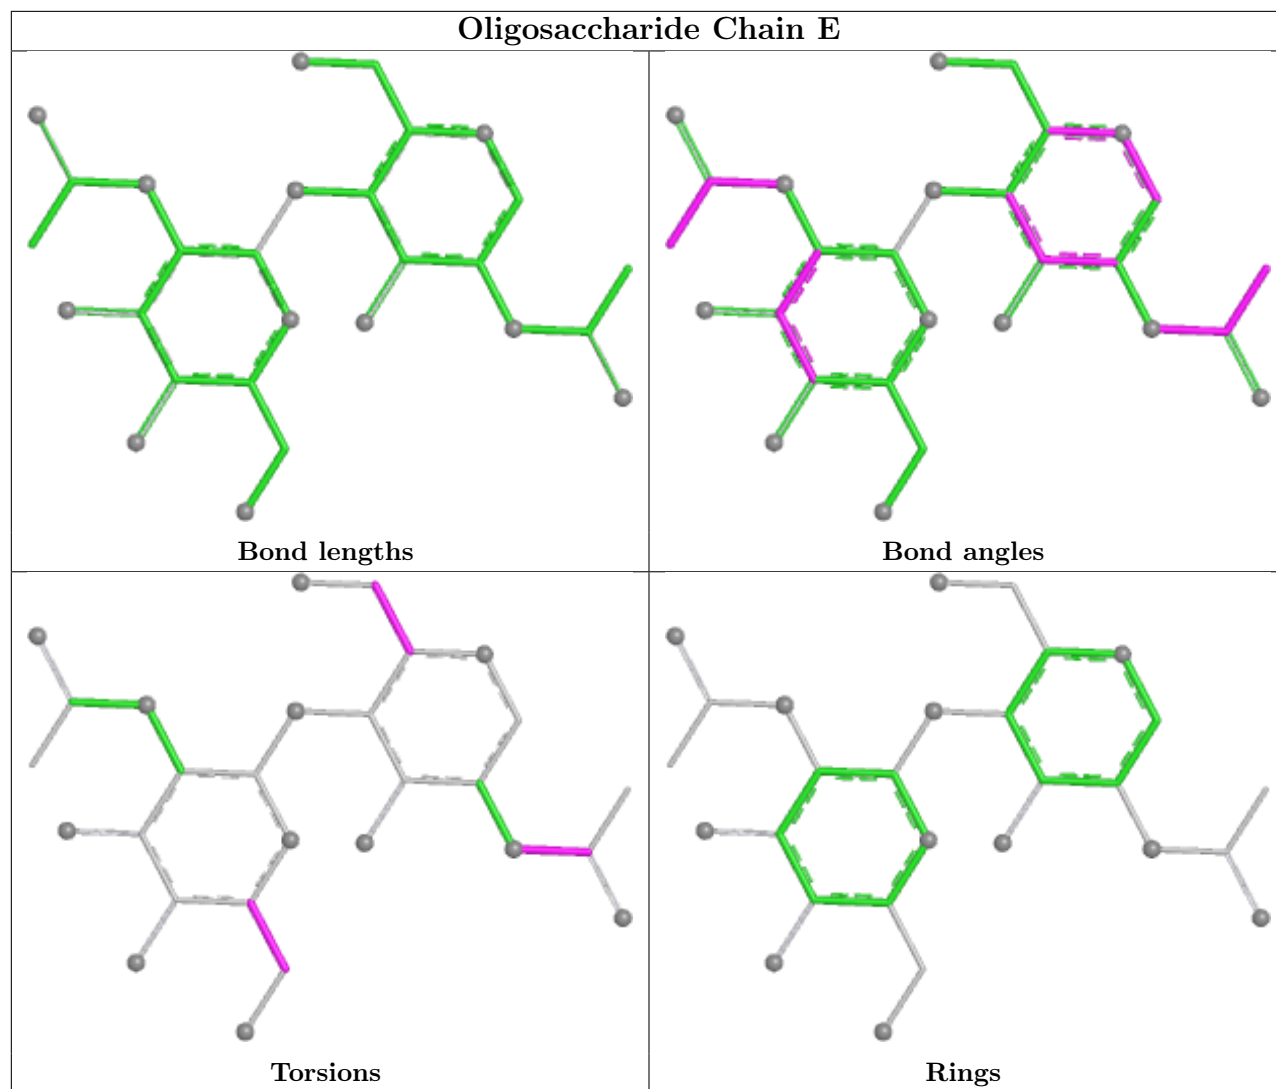 Oligosaccharide Chain E
Bond lengths
Bond angles
Torsions
Rings